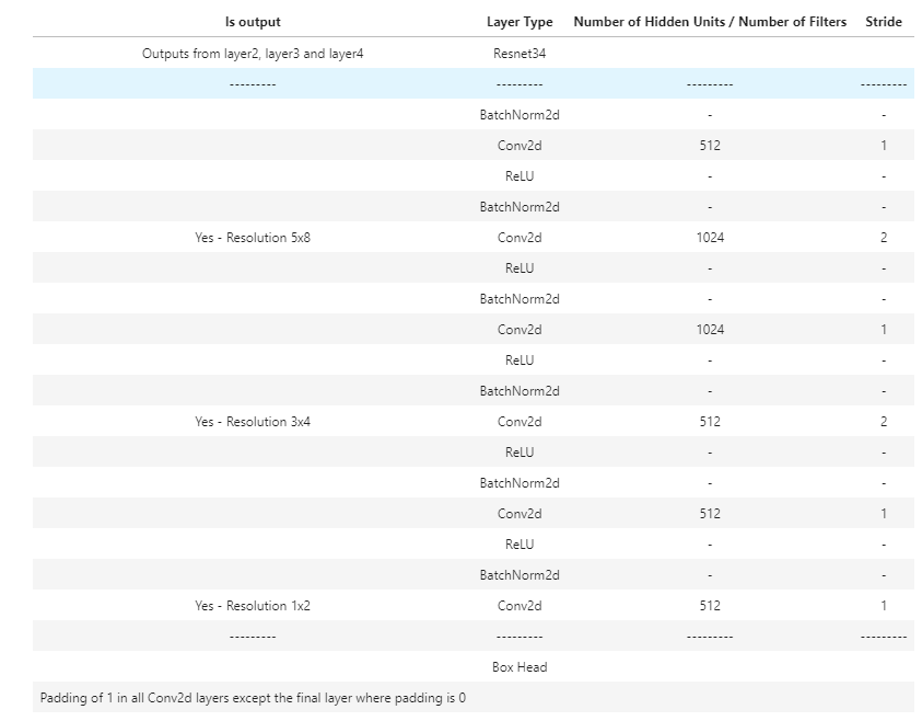 Is output Layer Type Number of Hidden Units / Number of Filters Stride
Outputs from layer2, layer3 and layer4 Resnet34
--------- --------- --------- ---------
BatchNorm2d - -
Conv2d 512 1
ReLU - -
BatchNorm2d - -
Yes - Resolution 5x8 Conv2d 1024 2
ReLU - -
BatchNorm2d - -
Conv2d 1024 1
ReLU - -
BatchNorm2d - -
Yes - Resolution 3x4 Conv2d 512 2
ReLU - -
BatchNorm2d - -
Conv2d 512 1
ReLU - -
BatchNorm2d - -
Yes - Resolution 1x2 Conv2d 512 1
--------- --------- --------- ---------
Box Head
Padding of 1 in all Conv2d layers except the final layer where padding is 0